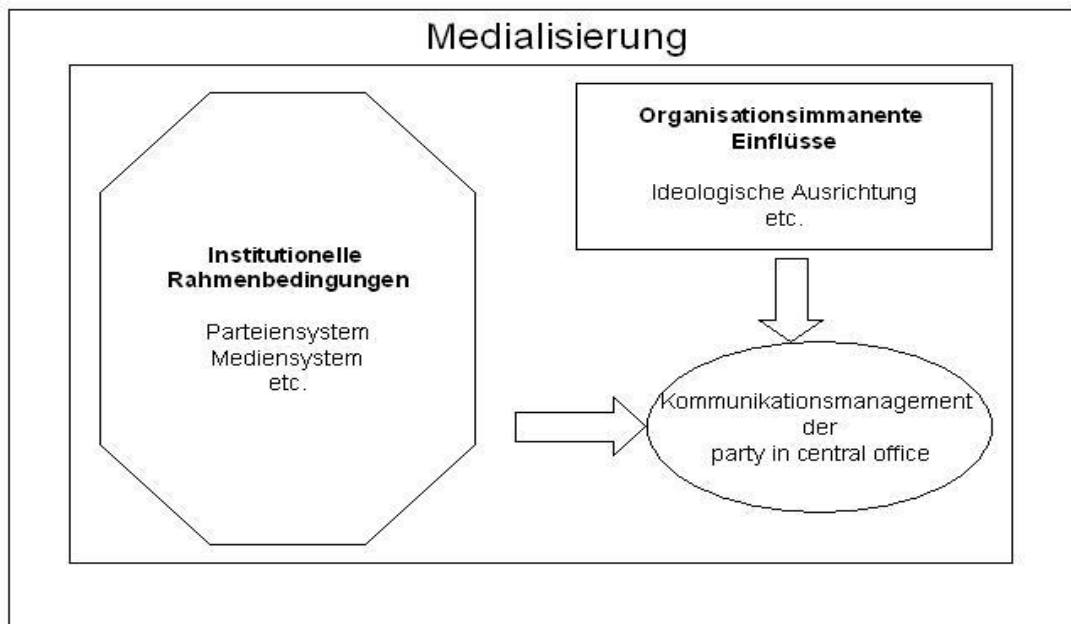 Medialisierung
Institutionelle
Rahmenbedingungen
Parteiensystem
Mediensystem
etc.
Organisationsimmanente
Einflüsse
Ideologische Ausrichtung
etc.
Kommunikationsmanagement
der
party in central office